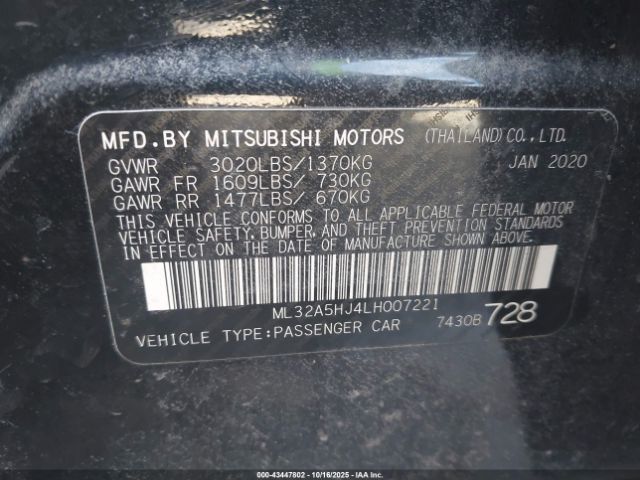 MFD.BY MITSUBISHI MOTORS (THAILAND) CO., LTD.
GVWR 3020LBS/1370KG JAN 2020
GAWR FR 1609LBS/ 730KG
GAWR RR 1477LBS/ 670KG
THIS VEHICLE CONFORMS TO ALL APPLICABLE FEDERAL MOTOR
VEHICLE SAFETY, BUMPER, AND THEFT PREVENTION STANDARDS
IN EFFECT ON THE DATE OF MANUFACTURE SHOWN ABOVE.
ML32A5HJ4LH007221
VEHICLE TYPE:PASSENGER CAR 7430B 728
000-43447802 - 10/16/2025 - IAAI.CA